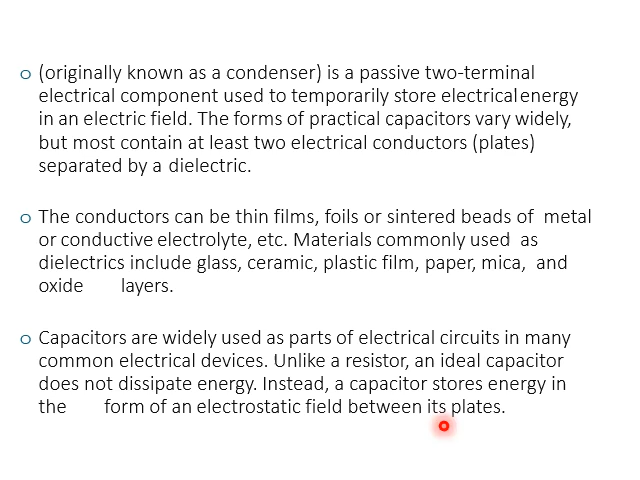 o (originally known as a condenser) is a passive two-terminal
electrical component used to temporarily store electrical energy
in an electric field. The forms of practical capacitors vary widely,
but most contain at least two electrical conductors (plates)
separated by a dielectric.
o The conductors can be thin films, foils or sintered beads of metal
or conductive electrolyte, etc. Materials commonly used as
dielectrics include glass, ceramic, plastic film, paper, mica, and
oxide layers.
o Capacitors are widely used as parts of electrical circuits in many
common electrical devices. Unlike a resistor, an ideal capacitor
does not dissipate energy. Instead, a capacitor stores energy in
the form of an electrostatic field between its plates.